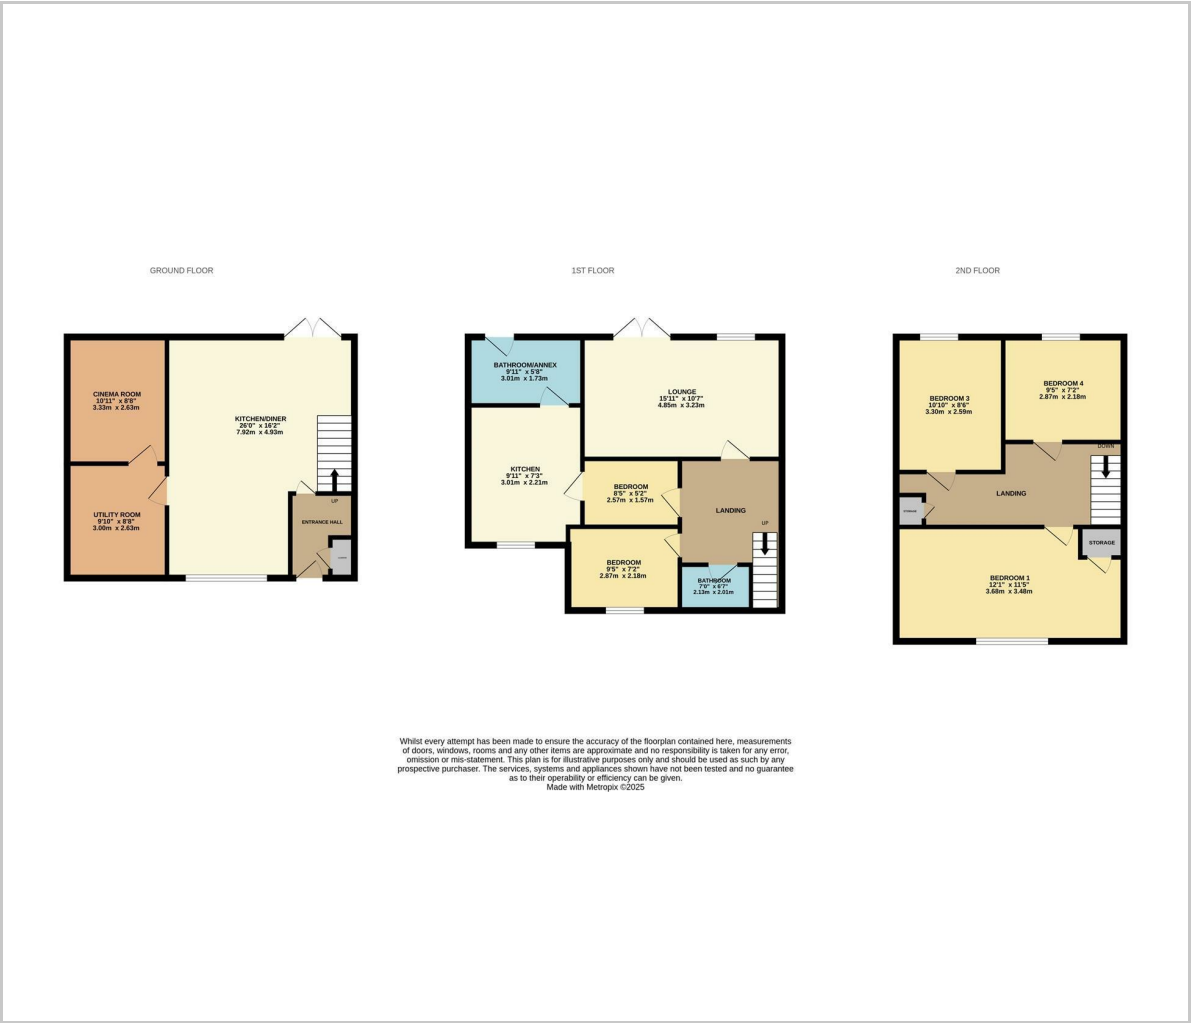 GROUND FLOOR
1ST FLOOR
2ND FLOOR
CINEMA ROOM
10'11" x 8'8"
3.33m x 2.63m
KITCHEN/DINER
26'0" x 16'2"
7.92m x 4.93m
UTILITY ROOM
9'10" x 8'8"
3.00m x 2.63m
UP
ENTRANCE HALL
BATHROOM/ANNEX
9'11" x 5'8"
3.01m x 1.73m
LOUNGE
15'11" x 10'7"
4.85m x 3.23m
KITCHEN
9'11" x 7'3"
3.01m x 2.21m
BEDROOM
8'5" x 5'2"
2.57m x 1.57m
LANDING
UP
BEDROOM
9'5" x 7'2"
2.87m x 2.18m
BATHROOM
7'0" x 6'7"
2.13m x 2.01m
BEDROOM 3
10'10" x 8'6"
3.30m x 2.59m
BEDROOM 4
9'5" x 7'2"
2.87m x 2.18m
DOWN
LANDING
STORAGE
STORAGE
BEDROOM 1
12'1" x 11'5"
3.68m x 3.48m
Whilst every attempt has been made to ensure the accuracy of the floorplan contained here, measurements
of doors, windows, rooms and any other items are approximate and no responsibility is taken for any error,
omission or mis-statement. This plan is for illustrative purposes only and should be used as such by any
prospective purchaser. The services, systems and appliances shown have not been tested and no guarantee
as to their operability or efficiency can be given.
Made with Metropix ©2025